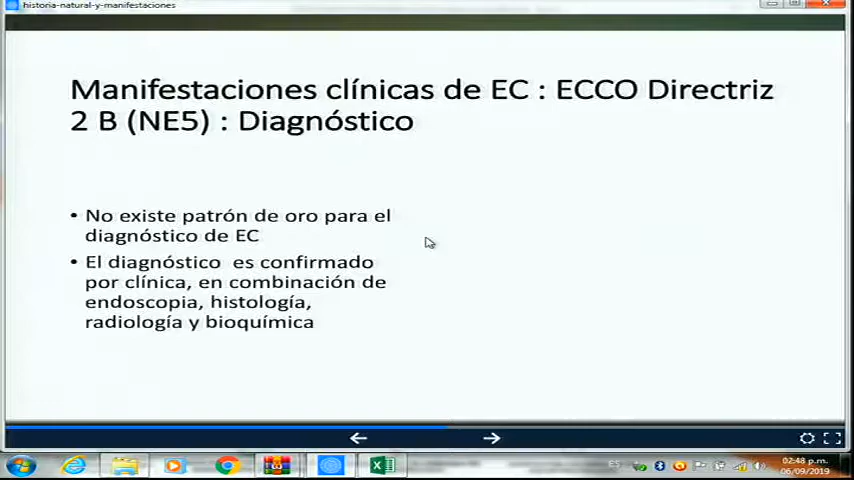 historia-natural-y-manifestaciones
Manifestaciones clínicas de EC : ECCO Directriz
2 B (NE5) : Diagnóstico
• No existe patrón de oro para el
diagnóstico de EC
• El diagnóstico es confirmado
por clínica, en combinación de
endoscopia, histología,
radiología y bioquímica
ES
02:48 p.m.
06/09/2019